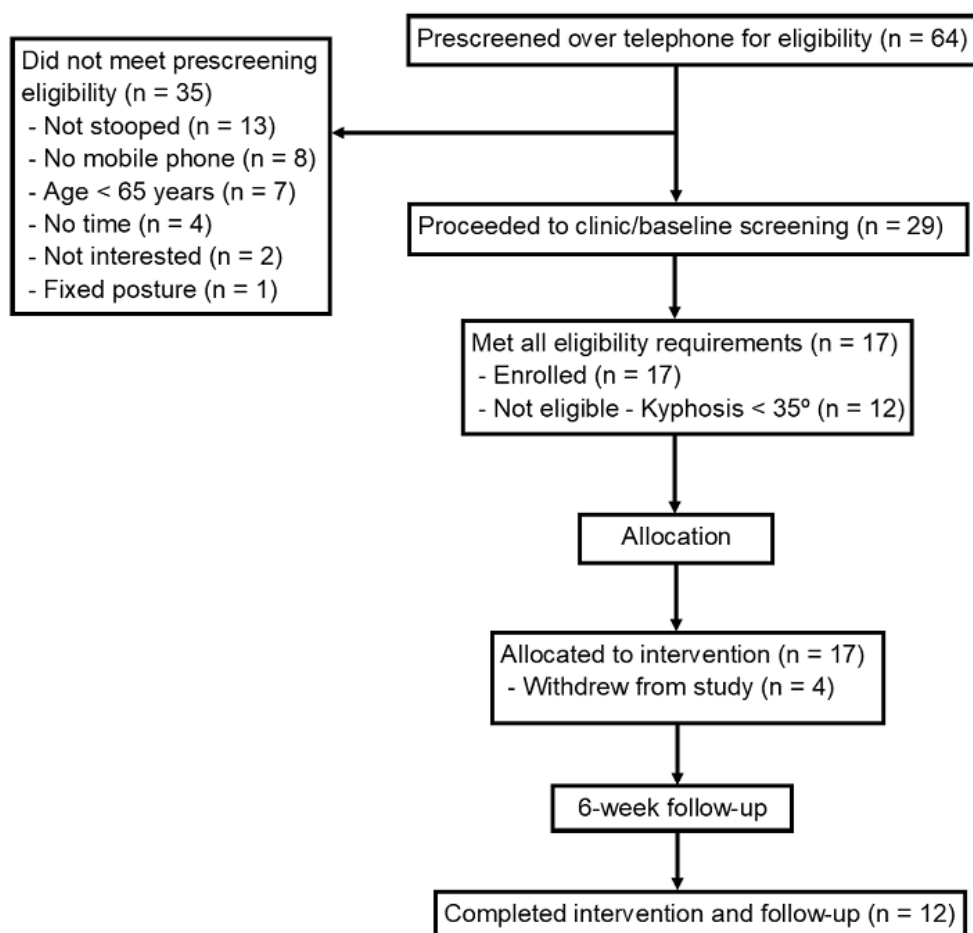 Prescreened over telephone for eligibility (n = 64)
Did not meet prescreening
eligibility (n = 35)
- Not stooped (n = 13)
- No mobile phone (n = 8)
- Age < 65 years (n = 7)
- No time (n = 4)
- Not interested (n = 2)
- Fixed posture (n = 1)
Proceeded to clinic/baseline screening (n = 29)
Met all eligibility requirements (n = 17)
- Enrolled (n = 17)
- Not eligible - Kyphosis < 35º (n = 12)
Allocation
Allocated to intervention (n = 17)
- Withdrew from study (n = 4)
6-week follow-up
Completed intervention and follow-up (n = 12)